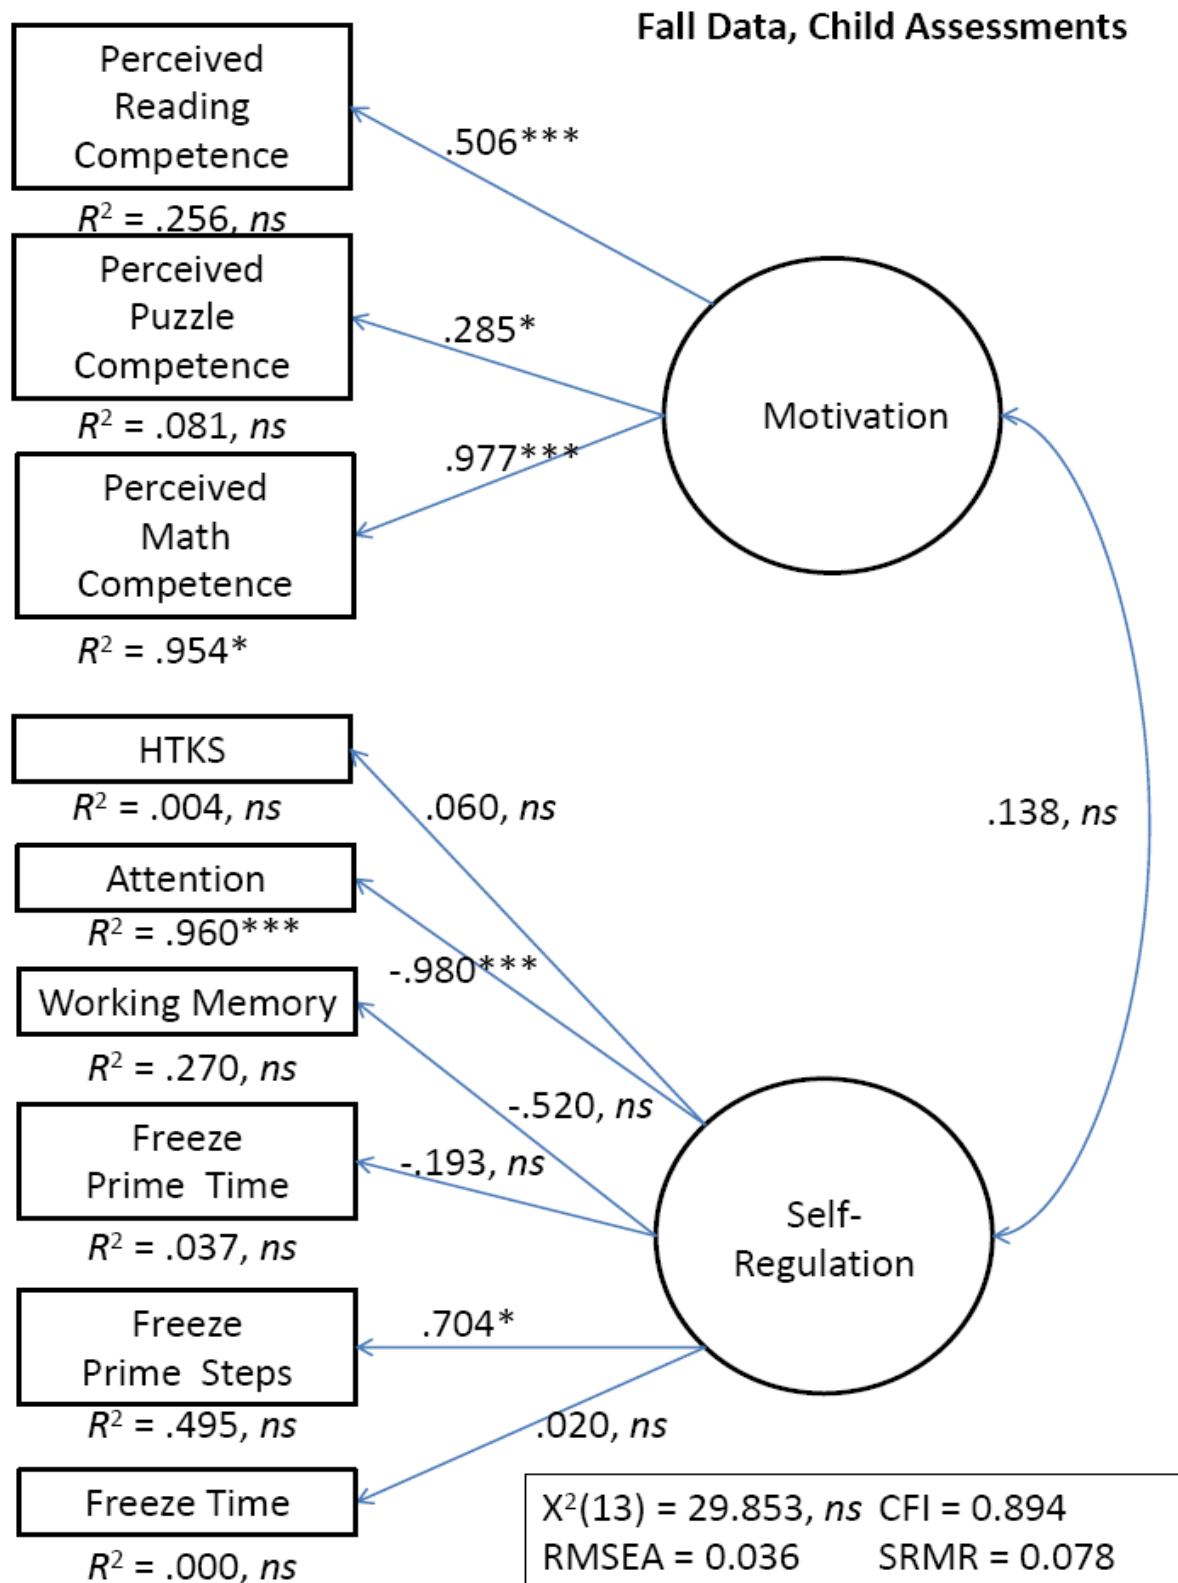 Fall Data, Child Assessments
Perceived
Reading
Competence
R² = .256, ns
.506***
Perceived
Puzzle
Competence
R² = .081, ns
.285*
Perceived
Math
Competence
R² = .954*
.977***
Motivation
HTKS
R² = .004, ns
.060, ns
.138, ns
Attention
R² = .960***
-.980***
Working Memory
R² = .270, ns
-.520, ns
Freeze
Prime Time
R² = .037, ns
-.193, ns
Self-
Regulation
Freeze
Prime Steps
R² = .495, ns
.704*
.020, ns
Freeze Time
R² = .000, ns
X²(13) = 29.853, ns CFI = 0.894
RMSEA = 0.036 SRMR = 0.078